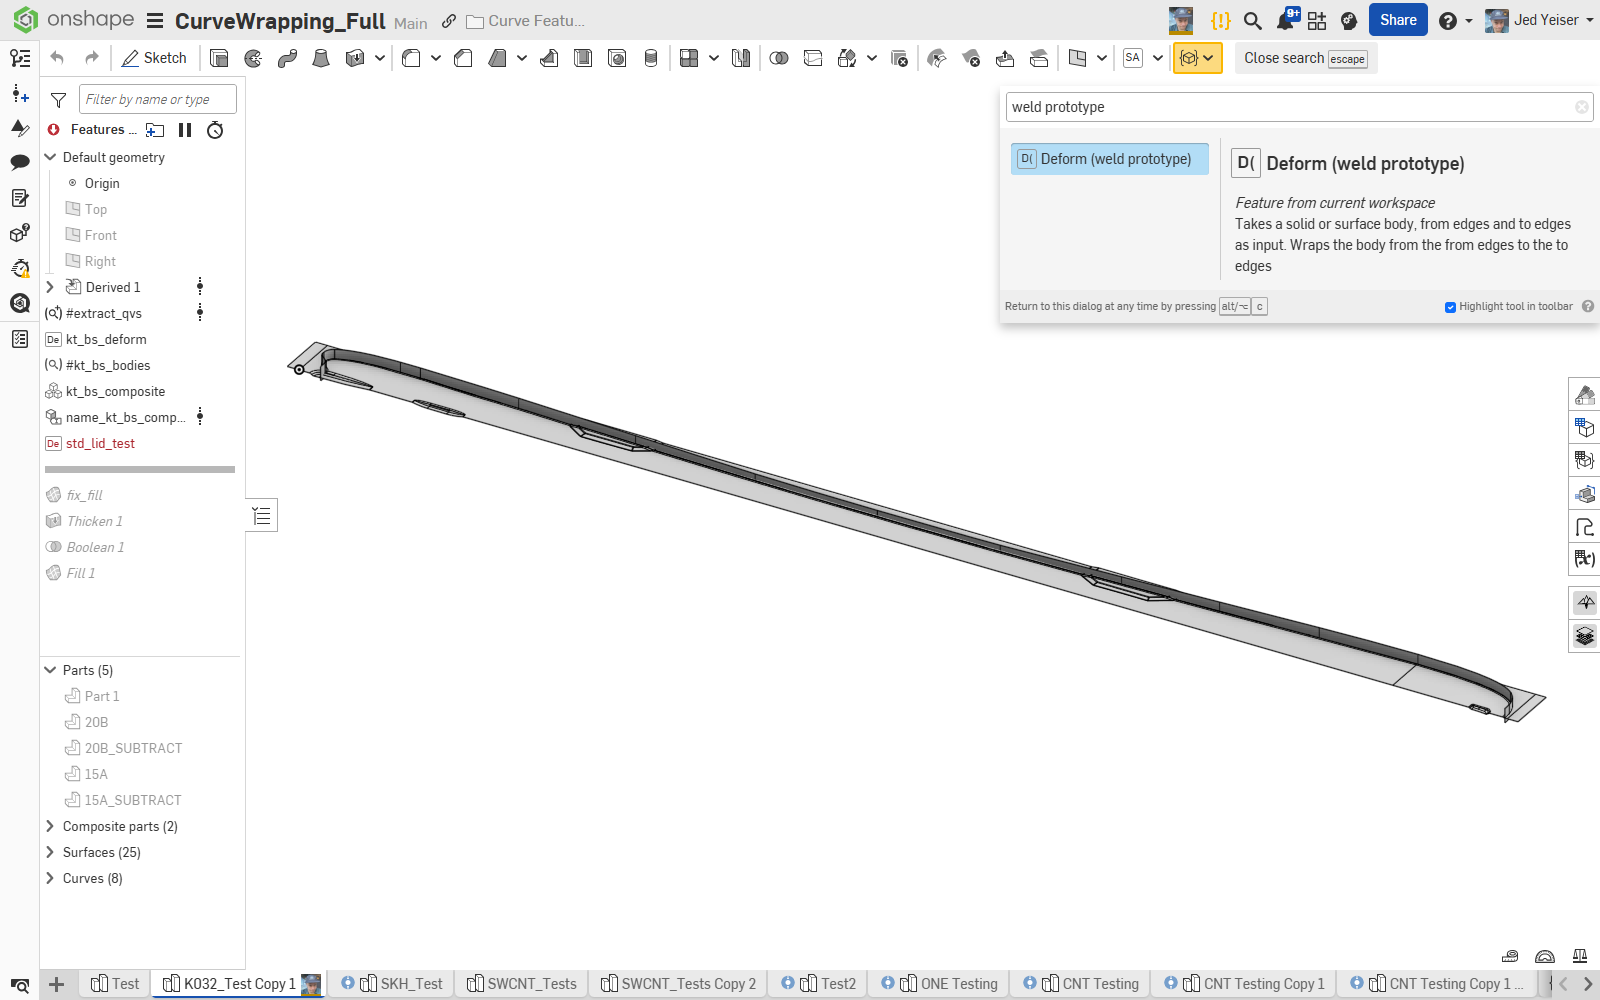 onshape
CurveWrapping_Full Main Curve Featu...
9+
Share
Jed Yeiser
Sketch
SA
Close search escape
Filter by name or type
Features ...
Default geometry
Origin
Top
Front
Right
Derived 1
#extract_qvs
De kt_bs_deform
#kt_bs_bodies
kt_bs_composite
name_kt_bs_comp...
De std_lid_test
fix_fill
Thicken 1
Boolean 1
Fill 1
Parts (5)
Part 1
20B
20B_SUBTRACT
15A
15A_SUBTRACT
Composite parts (2)
Surfaces (25)
Curves (8)
weld prototype
D( Deform (weld prototype)
D( Deform (weld prototype)
Feature from current workspace
Takes a solid or surface body, from edges and to edges
as input. Wraps the body from the from edges to the to
edges
Return to this dialog at any time by pressing alt/⌥ c
Highlight tool in toolbar
Test
K032_Test Copy 1
SKH_Test
SWCNT_Tests
SWCNT_Tests Copy 2
Test2
ONE Testing
CNT Testing
CNT Testing Copy 1
CNT Testing Copy 1 ...